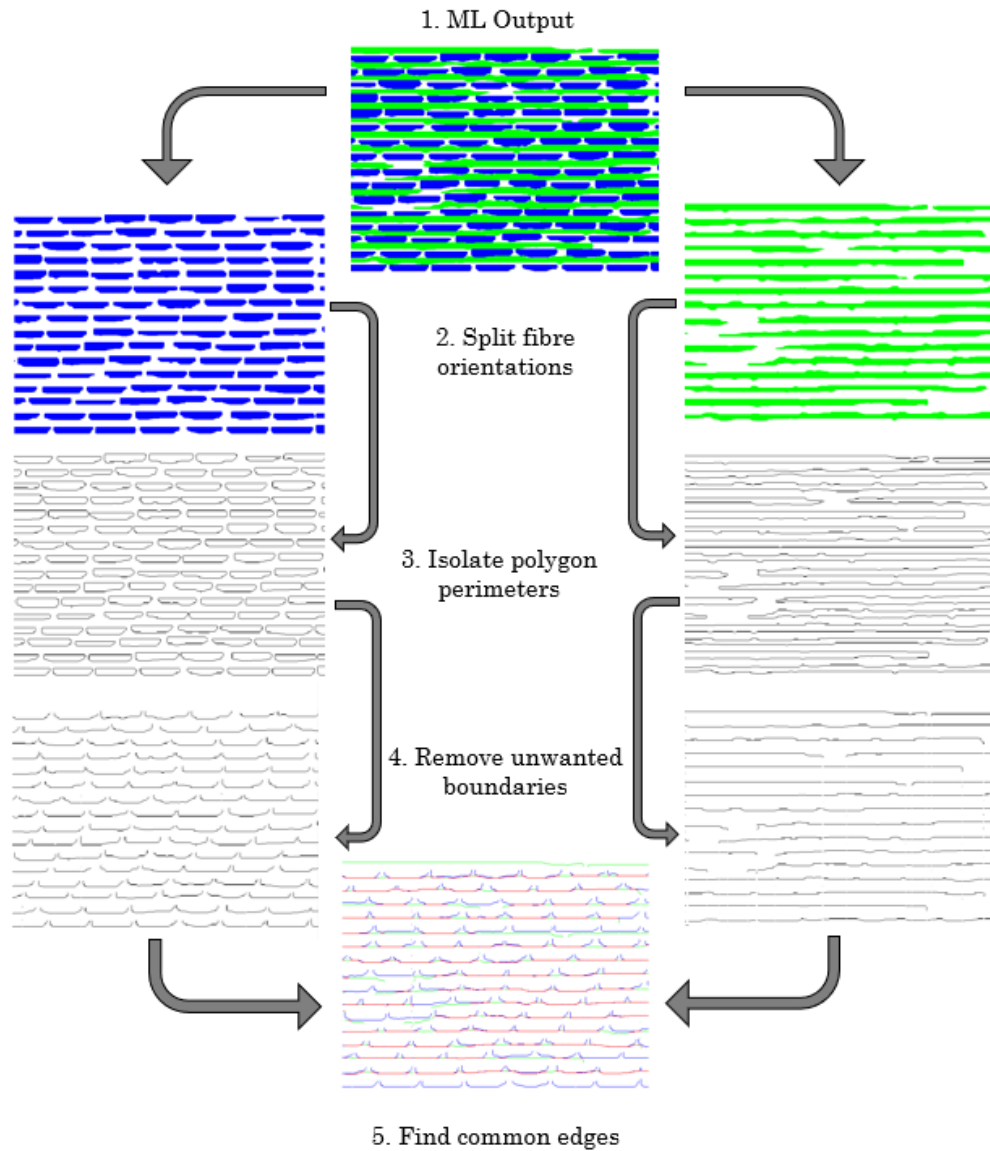 1. ML Output
2. Split fibre
orientations
3. Isolate polygon
perimeters
4. Remove unwanted
boundaries
5. Find common edges